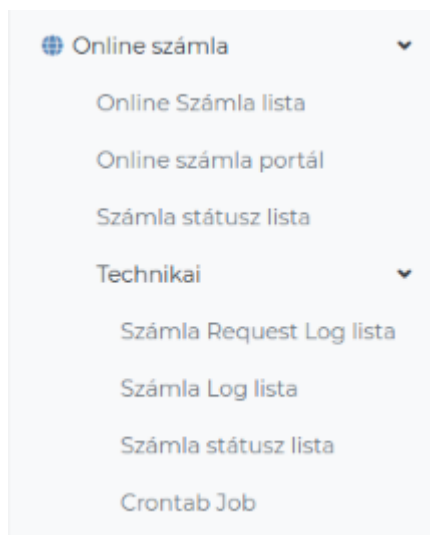 Online számla
Online Számla lista
Online számla portál
Számla státusz lista
Technikai
Számla Request Log lista
Számla Log lista
Számla státusz lista
Crontab Job